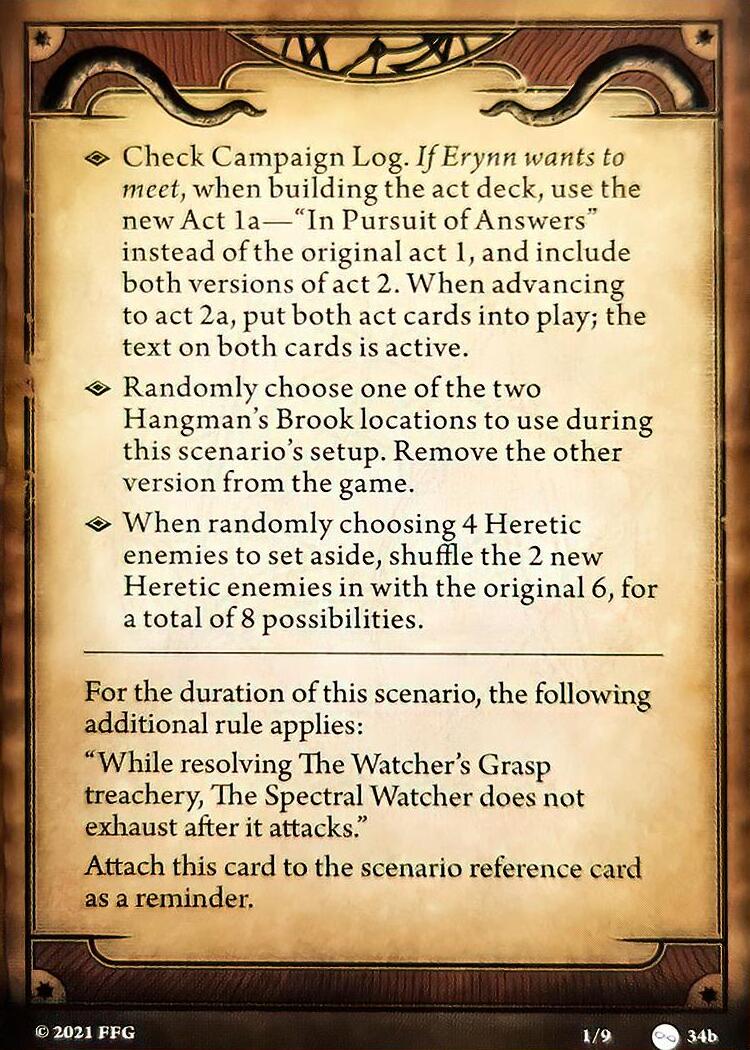 Check Campaign Log. If Erynn wants to
meet, when building the act deck, use the
new Act 1a—“In Pursuit of Answers”
instead of the original act 1, and include
both versions of act 2. When advancing
to act 2a, put both act cards into play; the
text on both cards is active.
Randomly choose one of the two
Hangman’s Brook locations to use during
this scenario’s setup. Remove the other
version from the game.
When randomly choosing 4 Heretic
enemies to set aside, shuffle the 2 new
Heretic enemies in with the original 6, for
a total of 8 possibilities.
For the duration of this scenario, the following
additional rule applies:
“While resolving The Watcher’s Grasp
treachery, The Spectral Watcher does not
exhaust after it attacks.”
Attach this card to the scenario reference card
as a reminder.
© 2021 FFG
1/9
34b